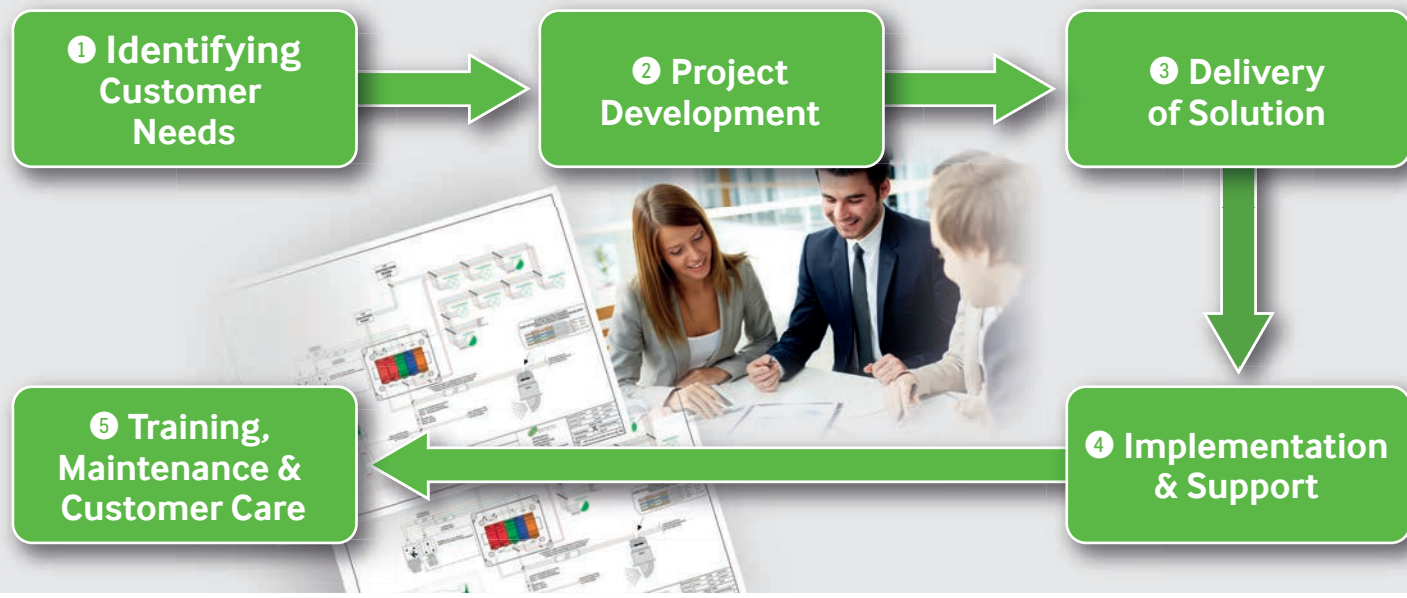 ❶ Identifying
Customer
Needs
❷ Project
Development
❸ Delivery
of Solution
❹ Implementation
& Support
❺ Training,
Maintenance &
Customer Care